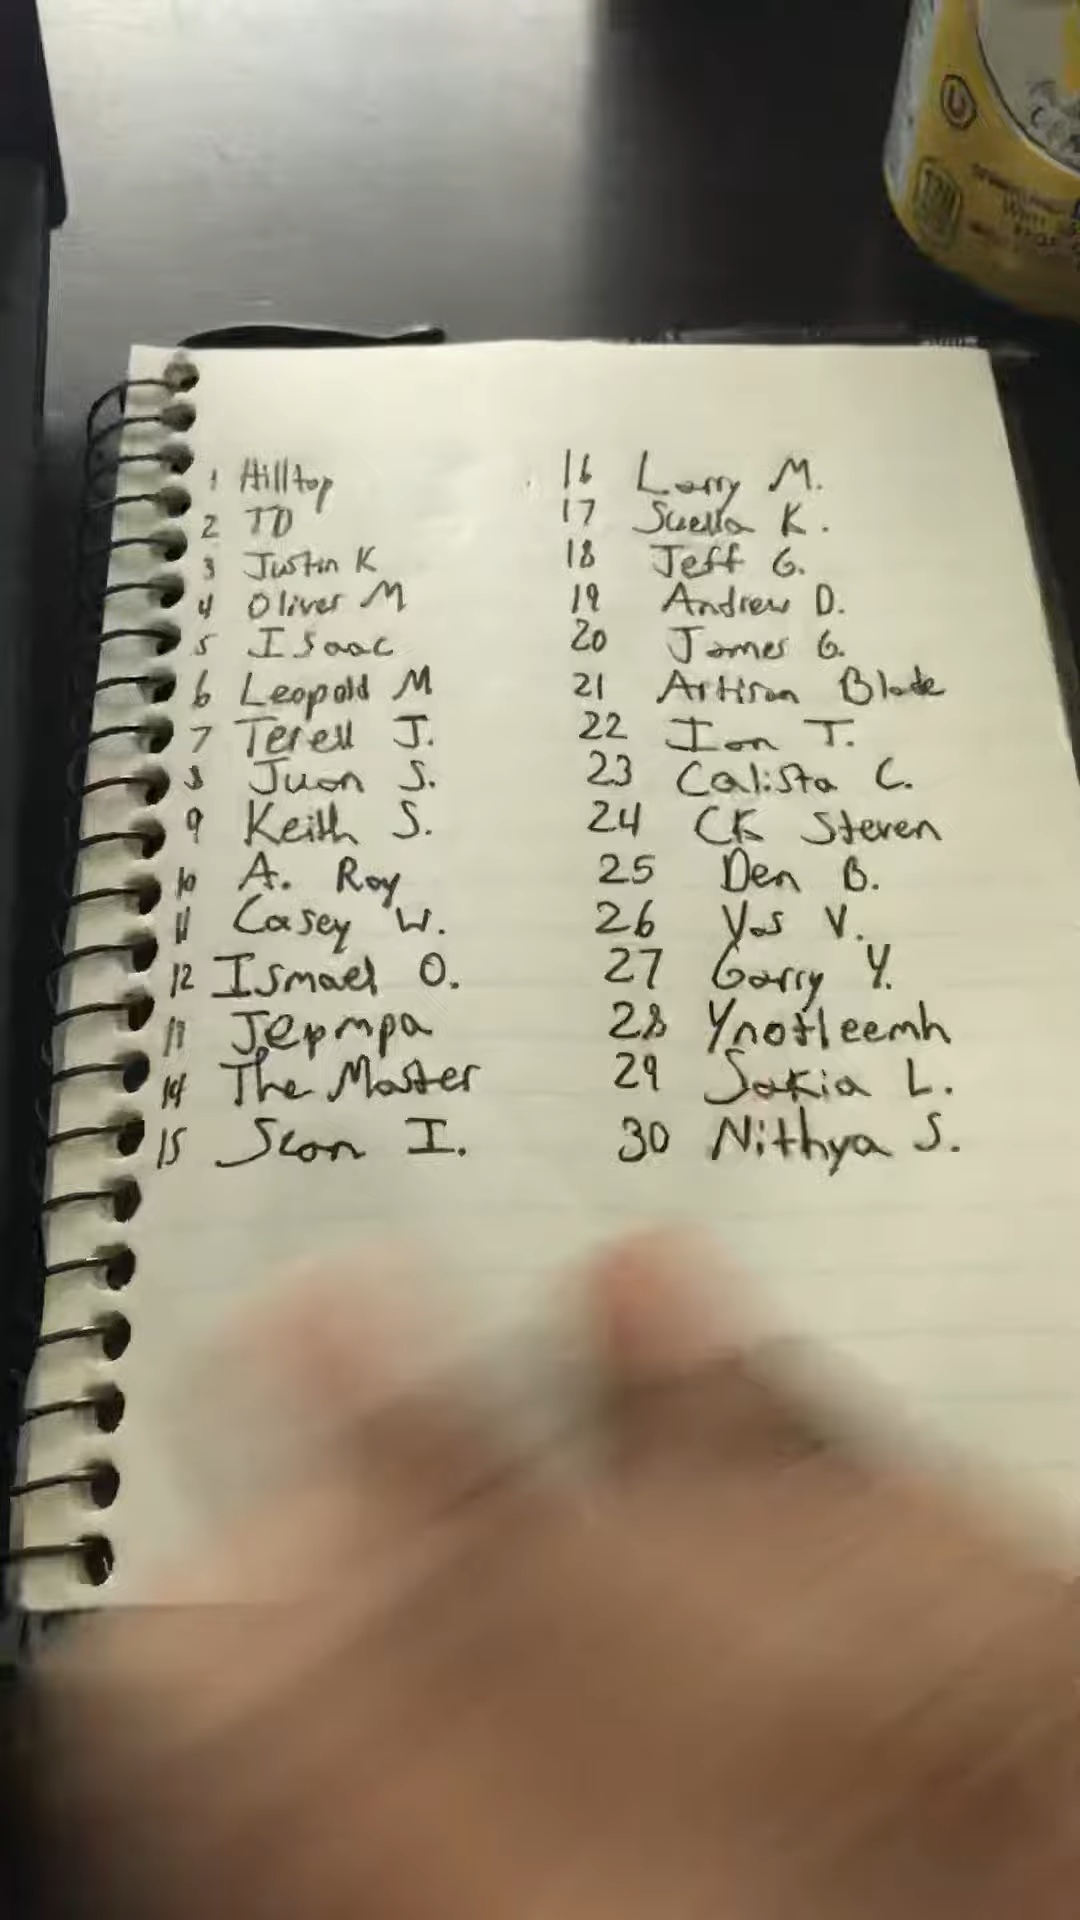 1 Hilltop
2 TD
3 Justin K
4 Oliver M
5 Isaac
6 Leopold M
7 Terell J.
8 Juan S.
9 Keith S.
10 A. Roy
11 Casey W.
12 Ismael O.
13 Jepmpa
14 The Master
15 Sean I.
16 Larry M.
17 Suella K.
18 Jeff G.
19 Andrew D.
20 James G.
21 Artisan Blade
22 Ian T.
23 Calista C.
24 CK Steven
25 Den B.
26 Vas V.
27 Garry Y.
28 Ynotleemh
29 Sakia L.
30 Nithya S.